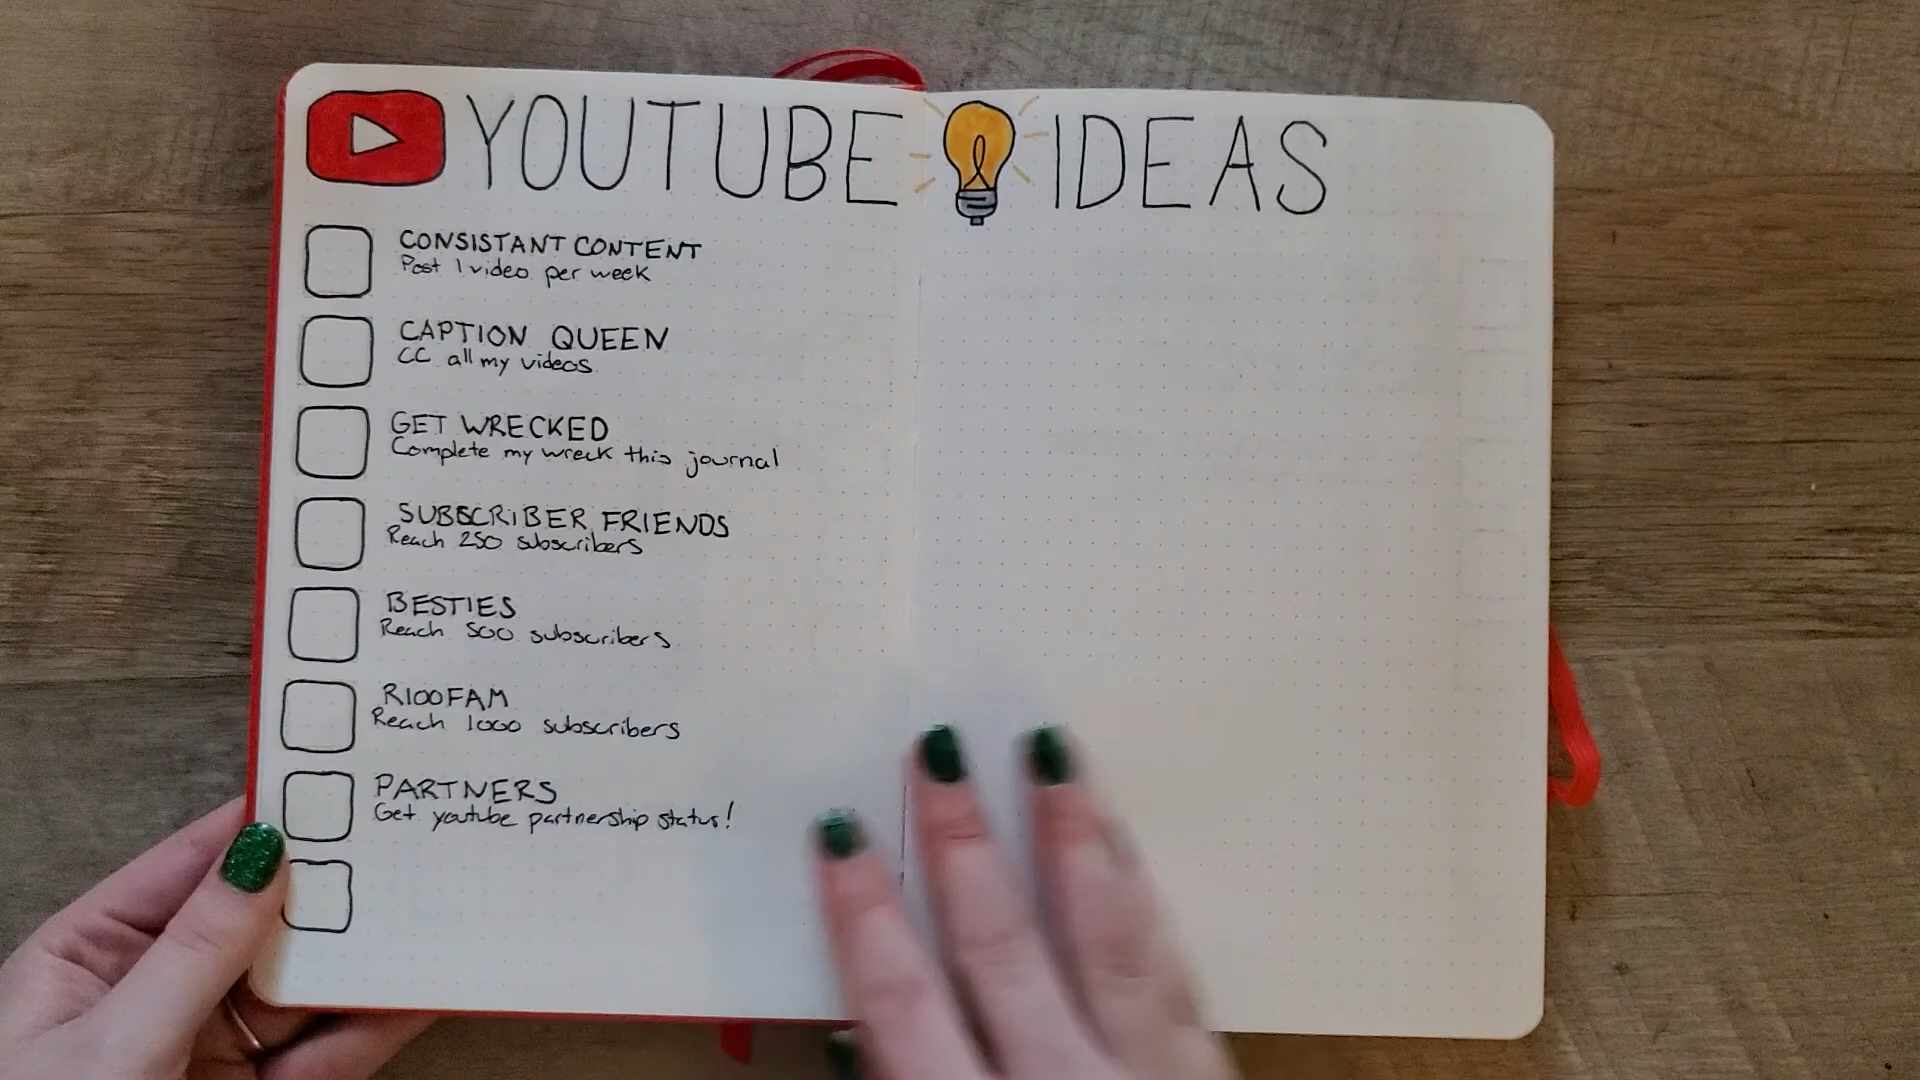 YOUTUBE IDEAS
CONSISTANT CONTENT
Post 1 video per week
CAPTION QUEEN
CC all my videos
GET WRECKED
Complete my wreck this journal
SUBSCRIBER FRIENDS
Reach 250 subscribers
BESTIES
Reach 500 subscribers
R100FAM
Reach 1000 subscribers
PARTNERS
Get youtube partnership status!